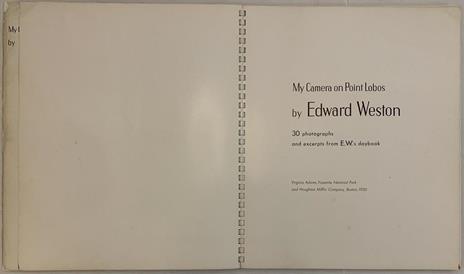 My
by
My Camera on Point Lobos
by Edward Weston
30 photographs
and excerpts from E.W.'s daybook
Virginia Adams, Yosemite National Park
and Houghton Mifflin Company, Boston, 1950